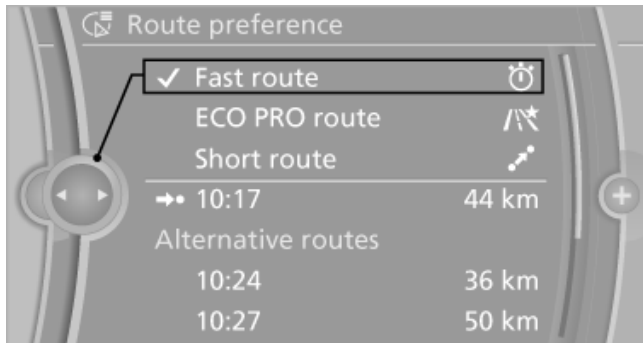 Route preference
Fast route
ECO PRO route
Short route
10:17 44 km
Alternative routes
10:24 36 km
10:27 50 km